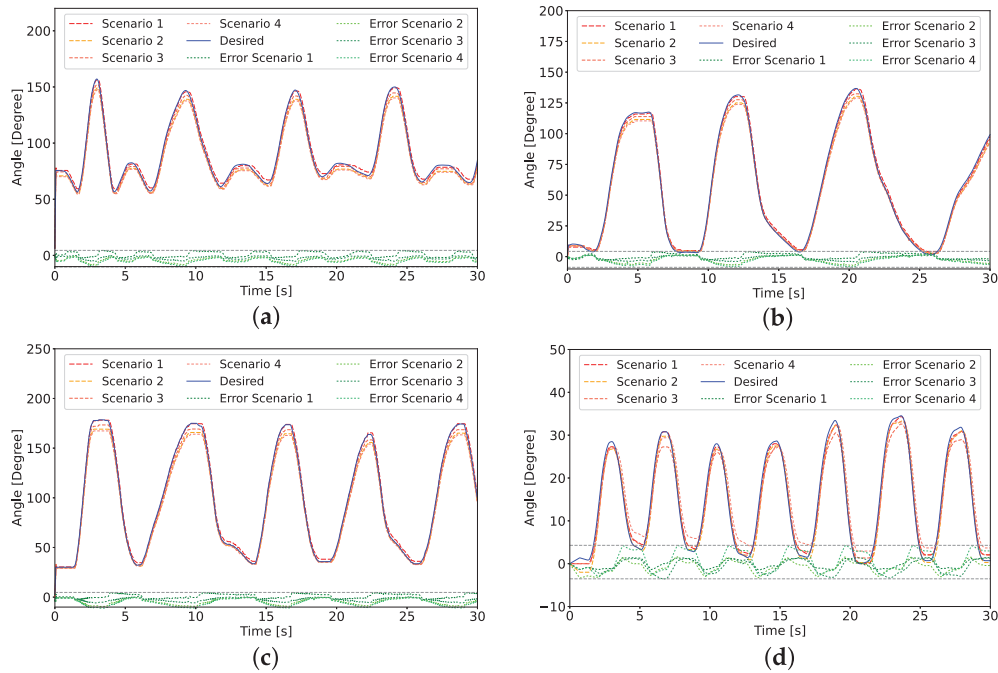 200
150
100
50
0
Angle [Degree]
Scenario 1 Scenario 4 Error Scenario 2
Scenario 2 Desired Error Scenario 3
Scenario 3 Error Scenario 1 Error Scenario 4
0 5 10 15 20 25 30
Time [s]
(a)
200
175
150
125
100
75
50
25
0
Angle [Degree]
Scenario 1 Scenario 4 Error Scenario 2
Scenario 2 Desired Error Scenario 3
Scenario 3 Error Scenario 1 Error Scenario 4
0 5 10 15 20 25 30
Time [s]
(b)
250
200
150
100
50
0
Angle [Degree]
Scenario 1 Scenario 4 Error Scenario 2
Scenario 2 Desired Error Scenario 3
Scenario 3 Error Scenario 1 Error Scenario 4
0 5 10 15 20 25 30
Time [s]
(c)
50
40
30
20
10
0
−10
Angle [Degree]
Scenario 1 Scenario 4 Error Scenario 2
Scenario 2 Desired Error Scenario 3
Scenario 3 Error Scenario 1 Error Scenario 4
0 5 10 15 20 25 30
Time [s]
(d)